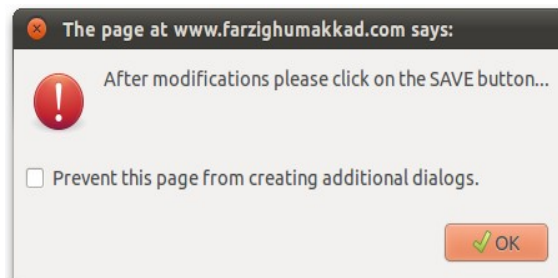 The page at www.farzighumakkad.com says:
After modifications please click on the SAVE button...
Prevent this page from creating additional dialogs.
OK